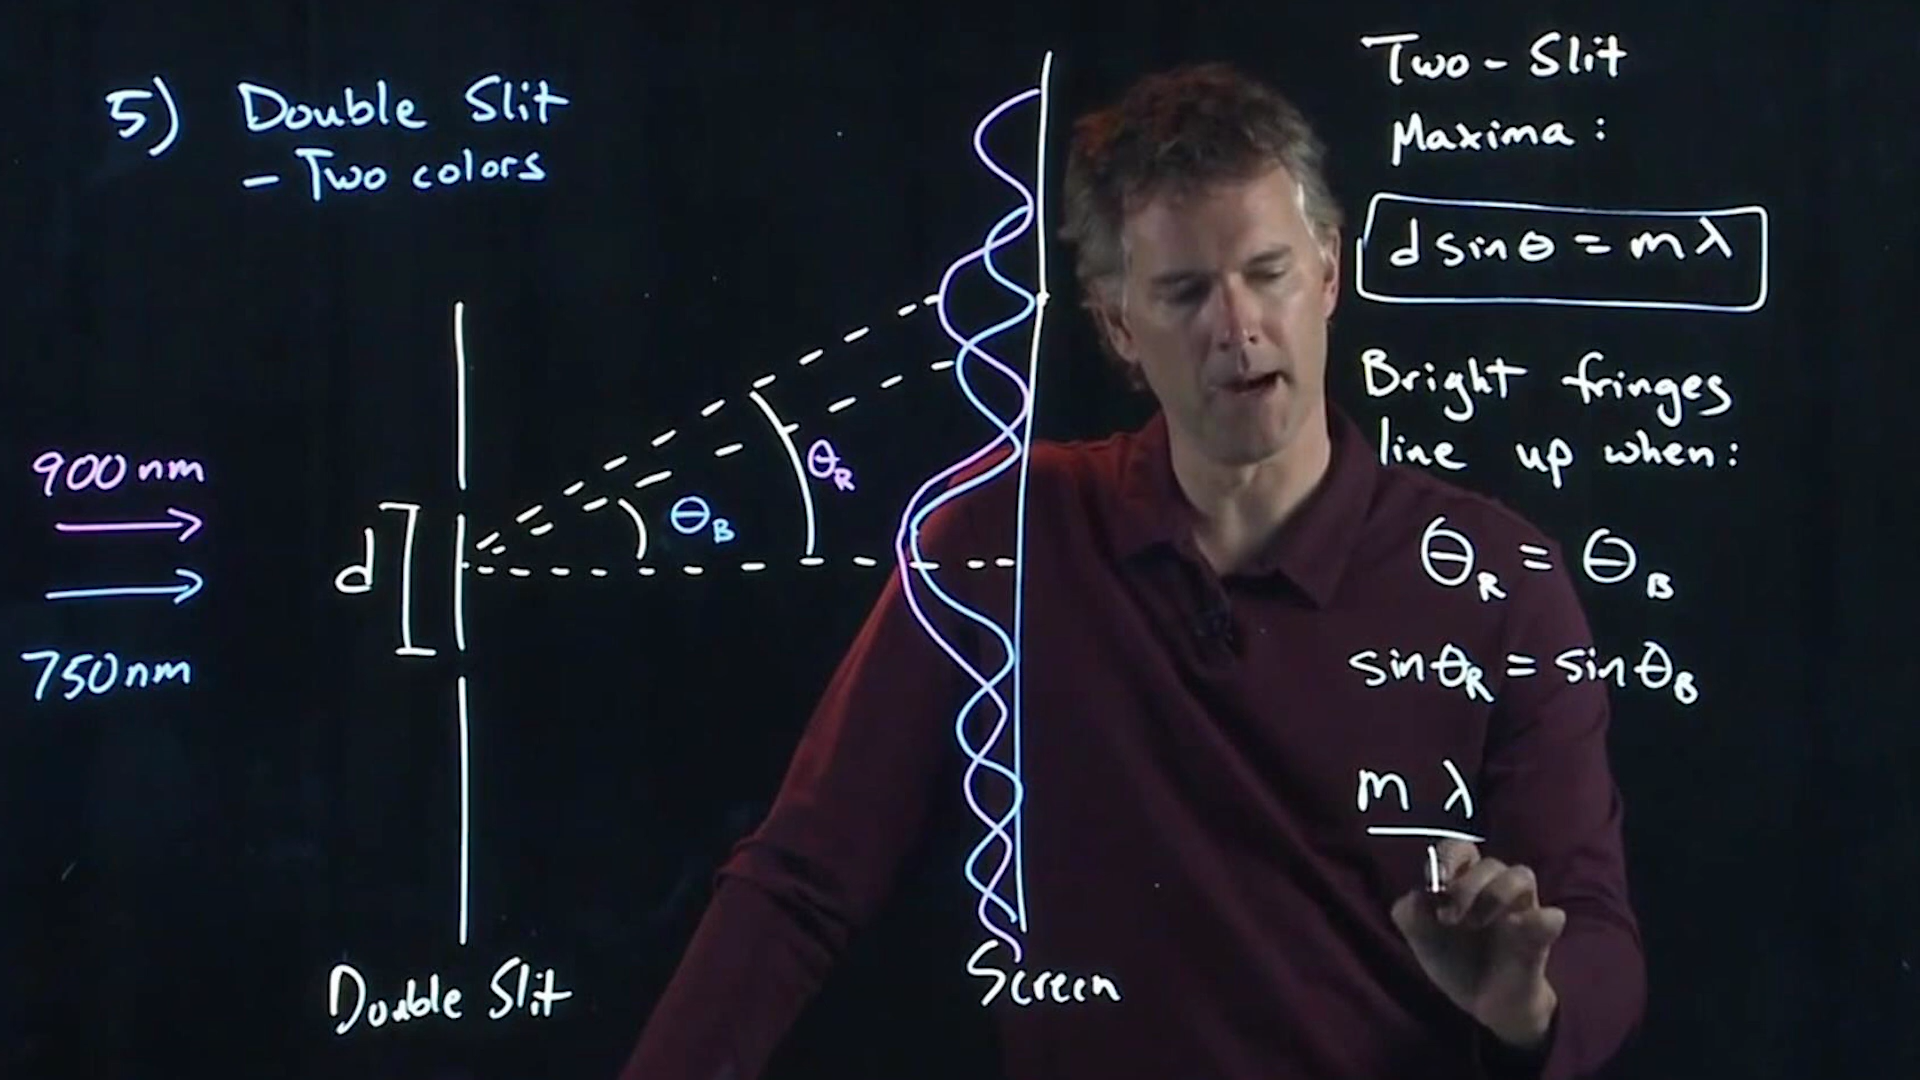 5) Double Slit
- Two colors
900 nm
750 nm
d
θB
θR
Double Slit
Screen
Two-Slit
Maxima:
d sin θ = m λ
Bright fringes
line up when:
θR = θB
sin θR = sin θB
m λ